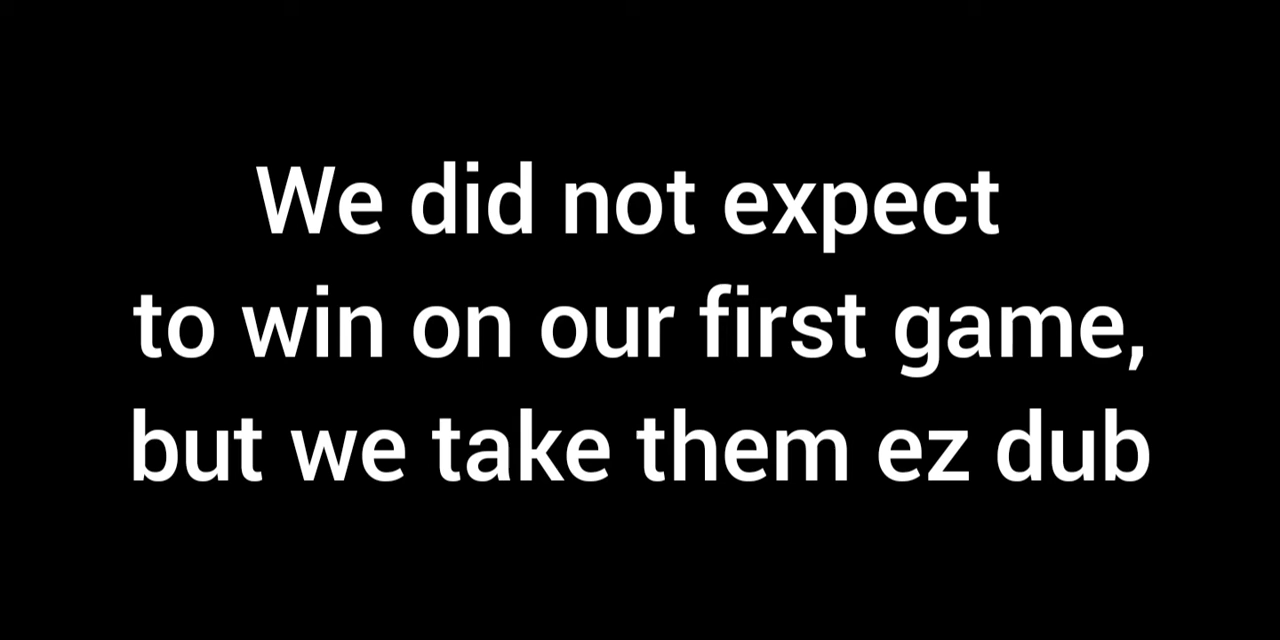 We did not expect
to win on our first game,
but we take them ez dub